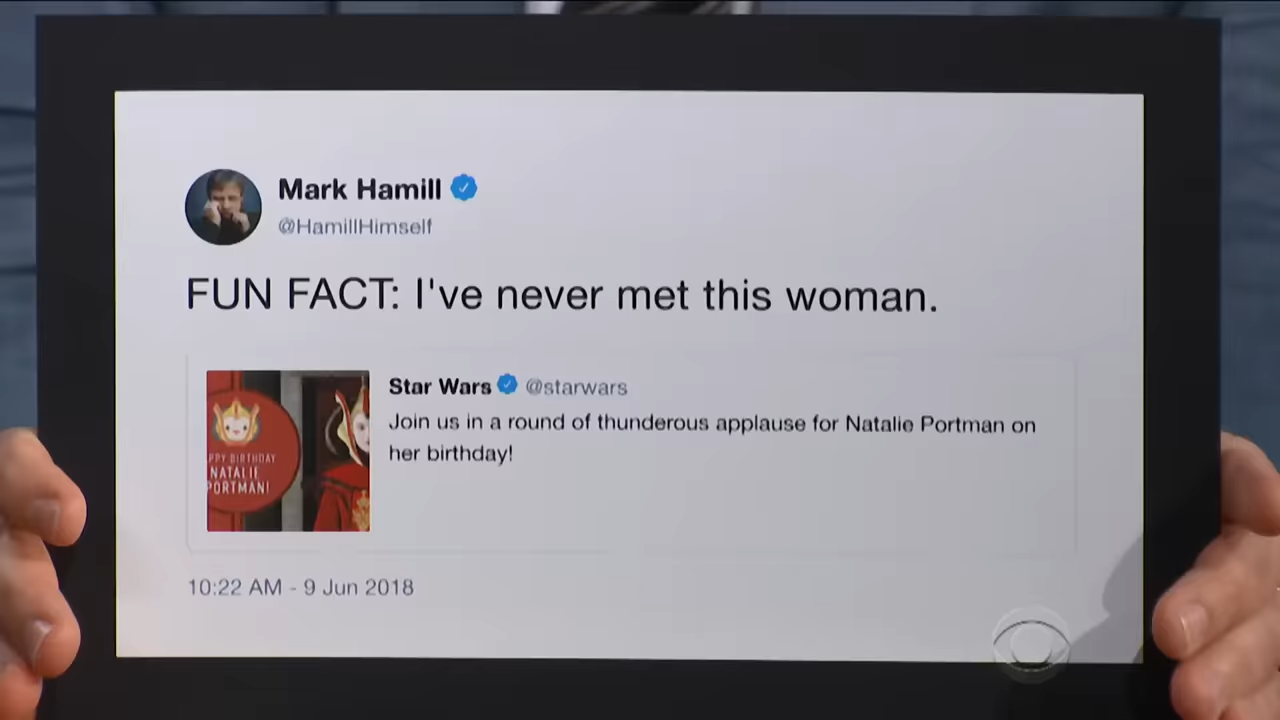 Mark Hamill
@HamillHimself
FUN FACT: I've never met this woman.
Star Wars @starwars
Join us in a round of thunderous applause for Natalie Portman on
her birthday!
PPY BIRTHDAY
NATALIE
PORTMAN!
10:22 AM - 9 Jun 2018